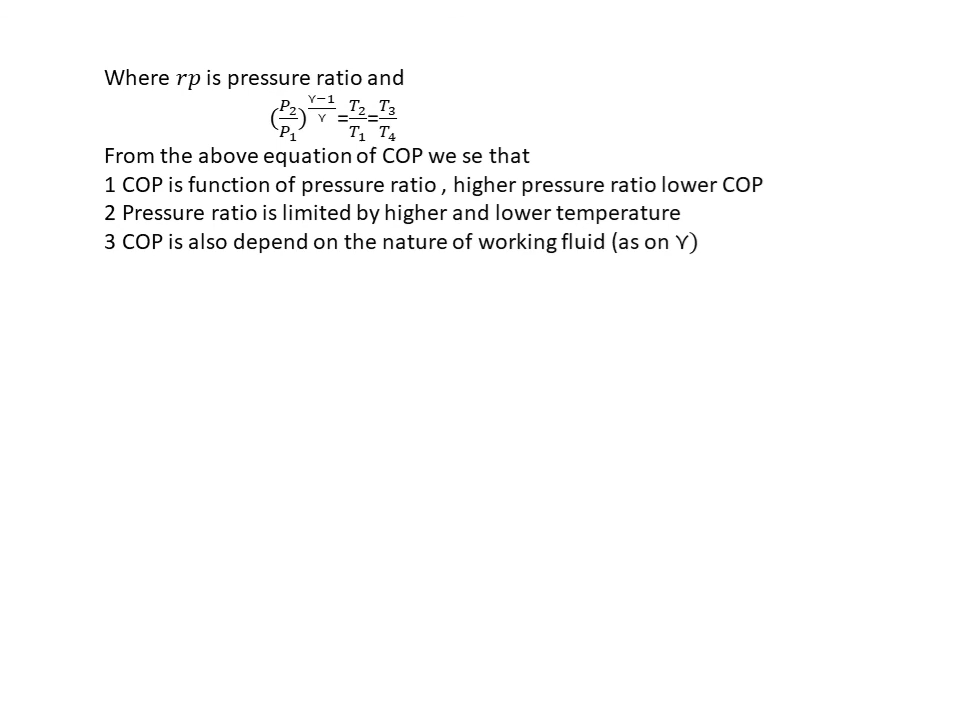 Where 𝑟𝑝 is pressure ratio and
(P₂/P₁)^((Υ−1)/Υ)=T₂/T₁=T₃/T₄
From the above equation of COP we se that
1 COP is function of pressure ratio , higher pressure ratio lower COP
2 Pressure ratio is limited by higher and lower temperature
3 COP is also depend on the nature of working fluid (as on Υ)